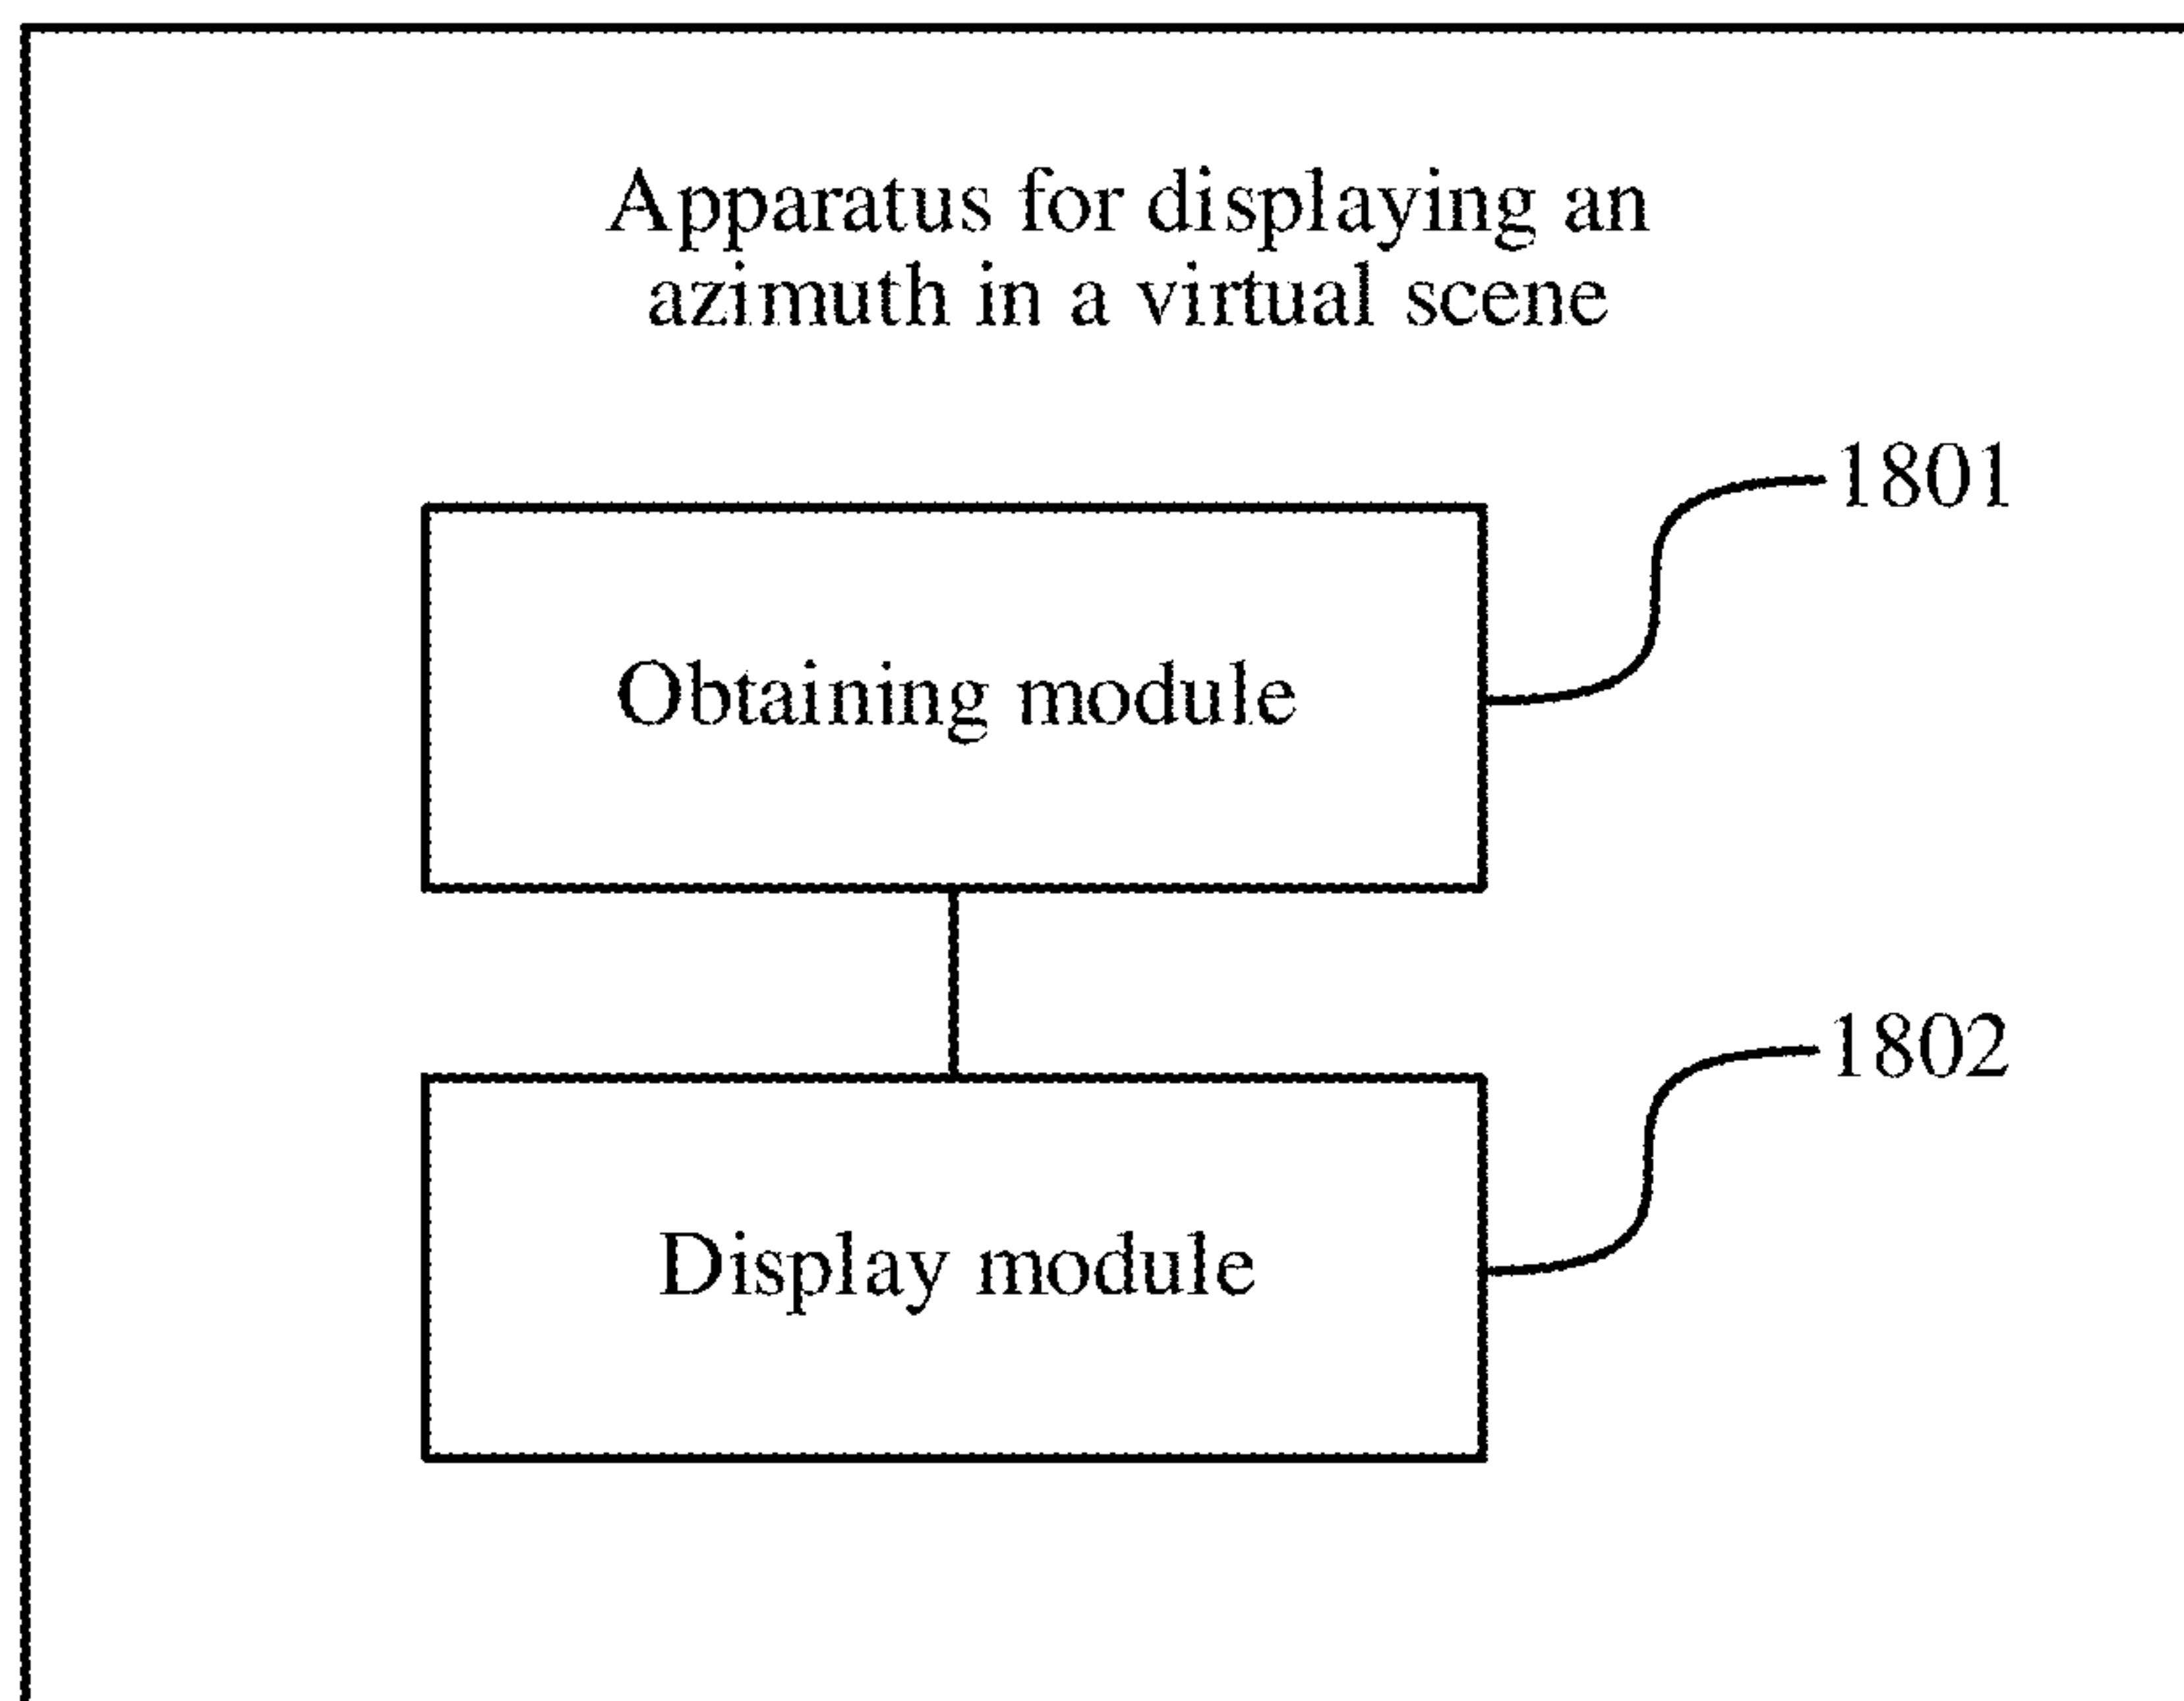 Apparatus for displaying an
azimuth in a virtual scene
1801
Obtaining module
1802
Display module